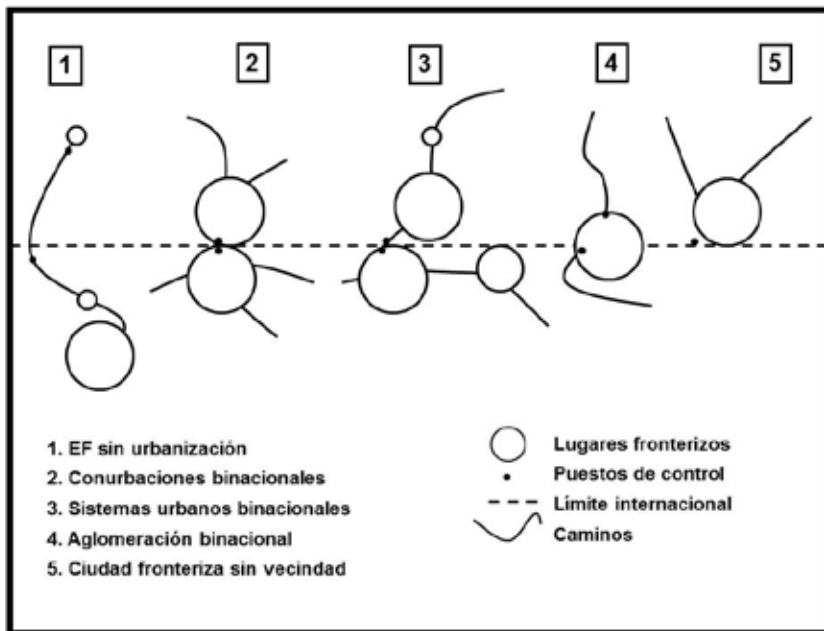 1
2
3
4
5
1. EF sin urbanización
2. Conurbaciones binacionales
3. Sistemas urbanos binacionales
4. Aglomeración binacional
5. Ciudad fronteriza sin vecindad
Lugares fronterizos
Puestos de control
Límite internacional
Caminos